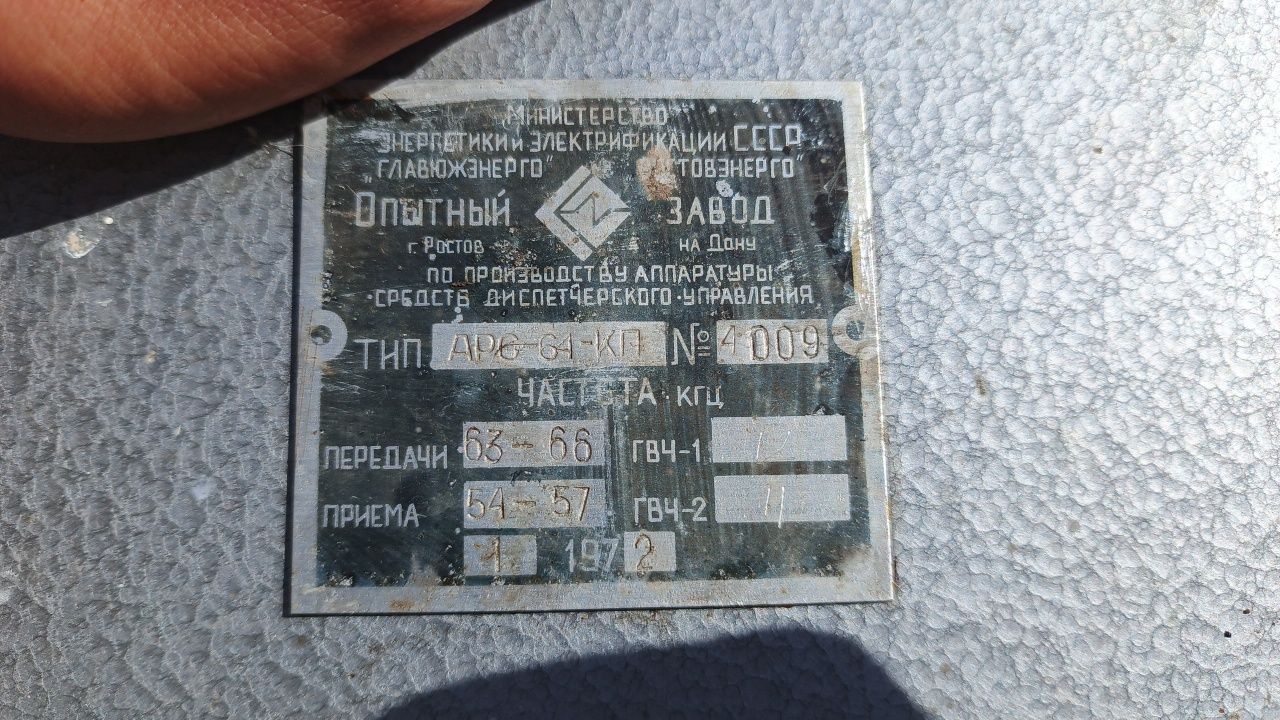 Министерство
энергетики и электрификации СССР
„Главюжэнерго"
Опытный завод
г. Ростов на Дону
по производству аппаратуры
средств диспетчерского управления
тип АРС-61-КП № 4009
частота кгц
передачи 63-66 ГВЧ-1
приема 54-57 ГВЧ-2 11
1 1972